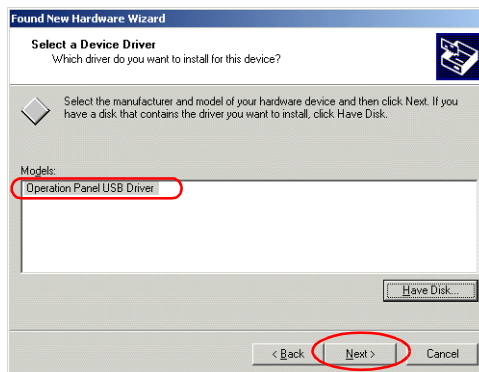 Found New Hardware Wizard
Select a Device Driver
Which driver do you want to install for this device?
Select the manufacturer and model of your hardware device and then click Next. If you
have a disk that contains the driver you want to install, click Have Disk.
Models:
Operation Panel USB Driver
Have Disk...
< Back
Next >
Cancel